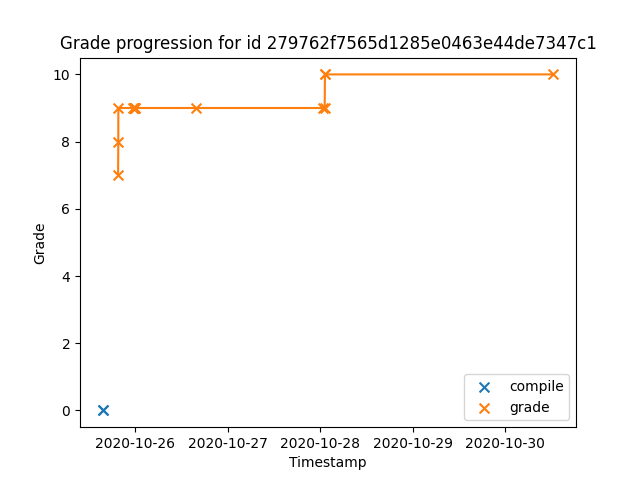 Grade progression for id 279762f7565d1285e0463e44de7347c1
10
8
6
4
2
0
Grade
compile
grade
2020-10-26 2020-10-27 2020-10-28 2020-10-29 2020-10-30
Timestamp